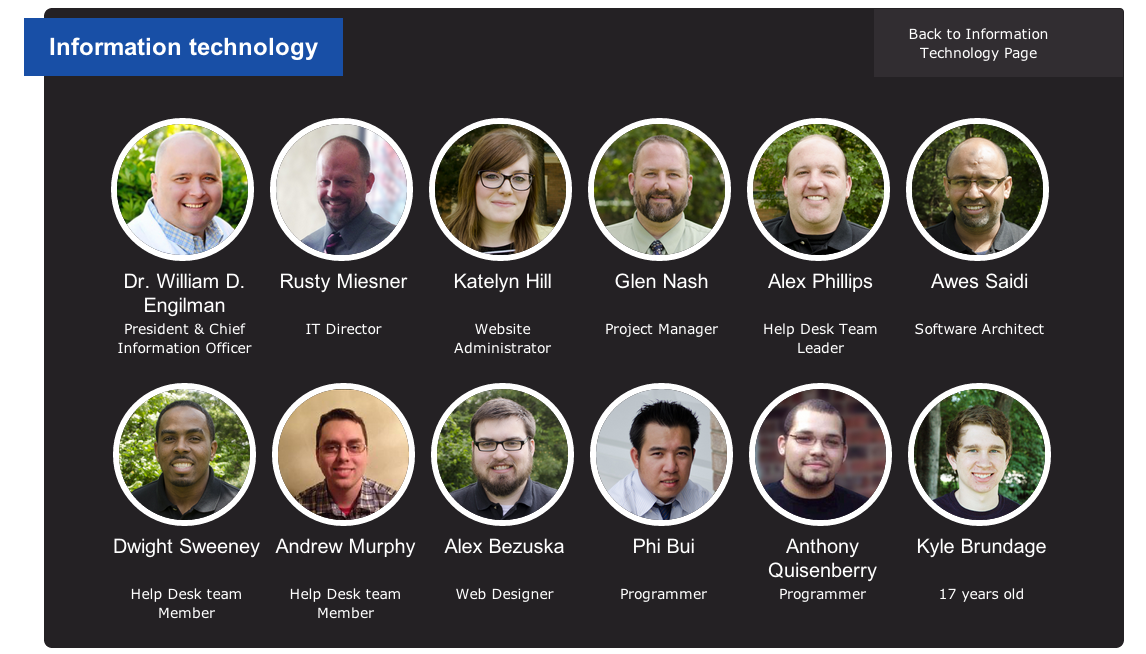 Information technology
Back to Information
Technology Page
Dr. William D.
Engilman
President & Chief
Information Officer
Rusty Miesner
IT Director
Katelyn Hill
Website
Administrator
Glen Nash
Project Manager
Alex Phillips
Help Desk Team
Leader
Awes Saidi
Software Architect
Dwight Sweeney
Help Desk team
Member
Andrew Murphy
Help Desk team
Member
Alex Bezuska
Web Designer
Phi Bui
Programmer
Anthony
Quisenberry
Programmer
Kyle Brundage
17 years old